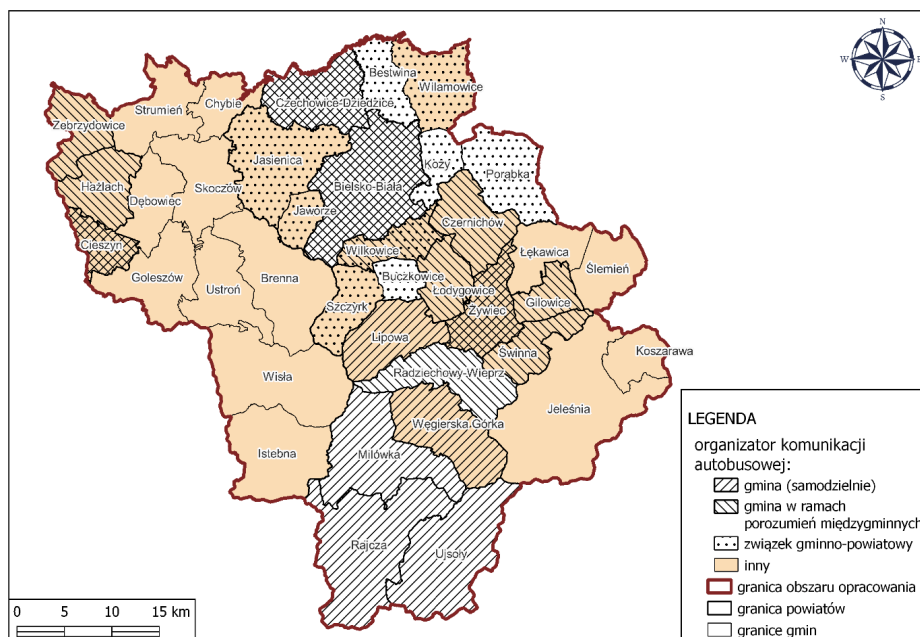 N
W
E
S
Bestwina
Wilamowice
Czechowice-Dziedzice
Chybie
Strumień
Zebrzydowice
Jasienica
Kozy
Porąbka
Hażlach
Skoczów
Bielsko-Biała
Dębowiec
Jaworze
Czernichów
Cieszyn
Wilkowice
Łękawica
Ślemień
Goleszów
Brenna
Buczkowice
Ustroń
Łodygowice
Gilowice
Szczyrk
Żywiec
Lipowa
Świnna
Koszarawa
Wisła
Radziechowy-Wieprz
Jeleśnia
Węgierska Górka
Istebna
Milówka
Rajcza
Ujsoły
LEGENDA
organizator komunikacji
autobusowej:
gmina (samodzielnie)
gmina w ramach
porozumień międzygminnych
związek gminno-powiatowy
inny
granica obszaru opracowania
granica powiatów
granice gmin
0 5 10 15 km